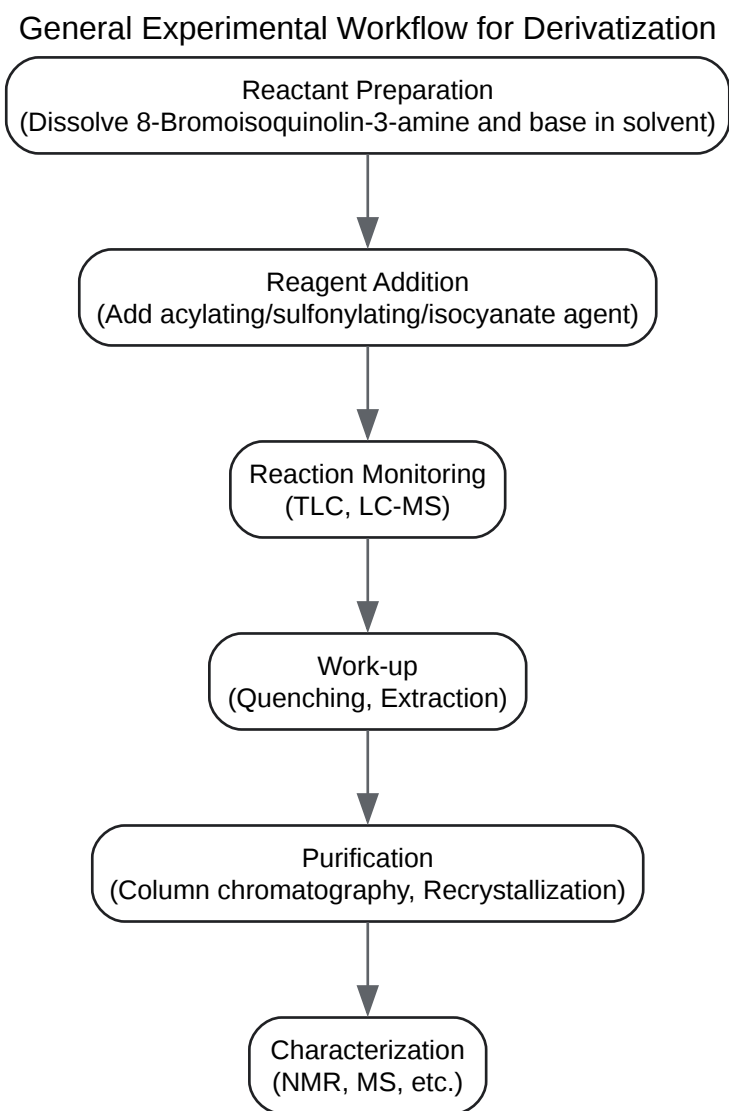 General Experimental Workflow for Derivatization
Reactant Preparation
(Dissolve 8-Bromoisoquinolin-3-amine and base in solvent)
Reagent Addition
(Add acylating/sulfonylating/isocyanate agent)
Reaction Monitoring
(TLC, LC-MS)
Work-up
(Quenching, Extraction)
Purification
(Column chromatography, Recrystallization)
Characterization
(NMR, MS, etc.)